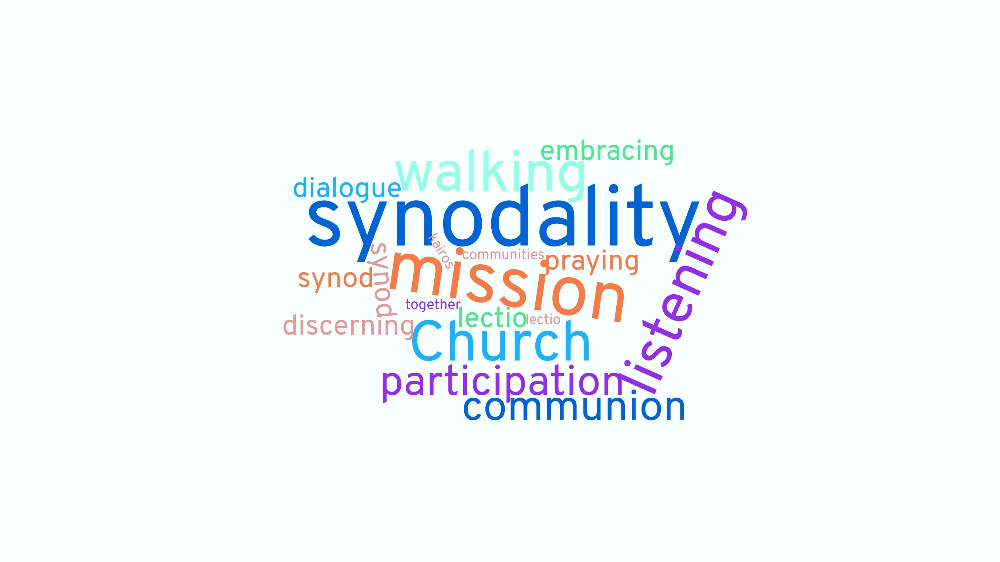 embracing
walking
dialogue
synodality
listening
kairos
communities
praying
synod
synod
mission
together
lectio
lectio
discerning
Church
participation
communion